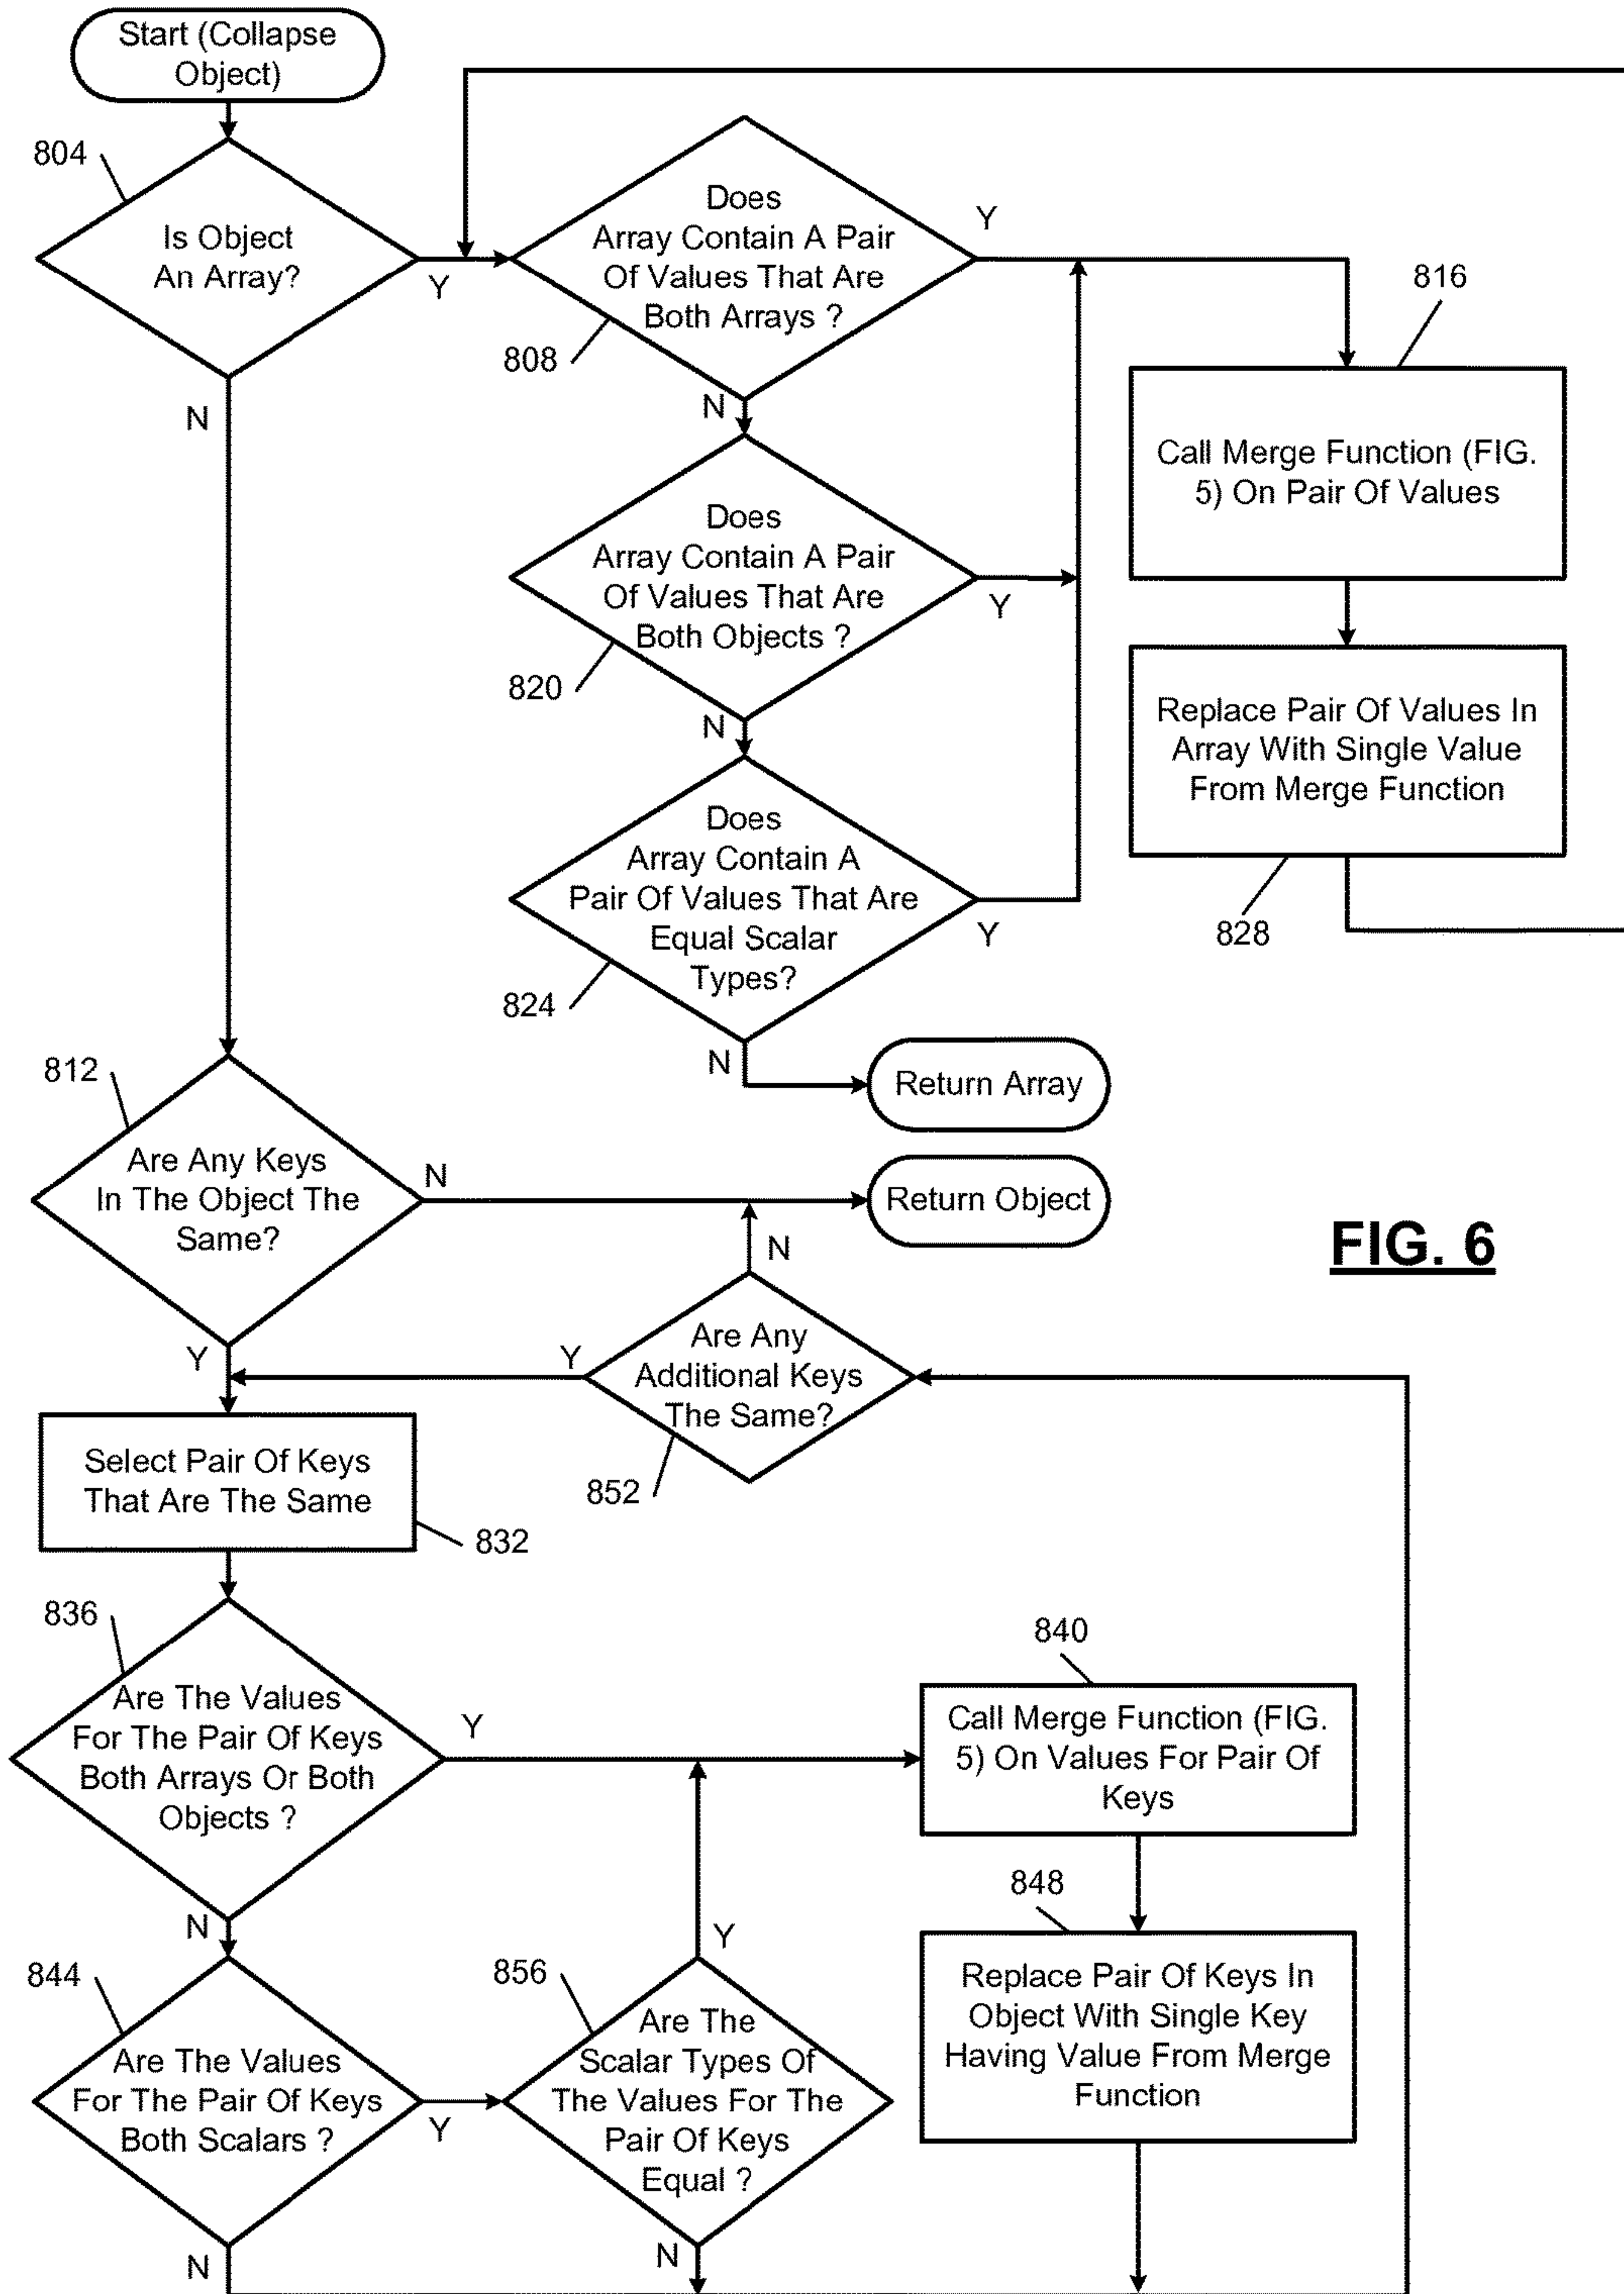 Start (Collapse
Object)
804
Is Object
An Array?
Y
N
Does
Array Contain A Pair
Of Values That Are
Both Arrays ?
808
Y
N
816
Call Merge Function (FIG.
5) On Pair Of Values
Does
Array Contain A Pair
Of Values That Are
Both Objects ?
820
Y
N
Replace Pair Of Values In
Array With Single Value
From Merge Function
828
Does
Array Contain A
Pair Of Values That Are
Equal Scalar
Types?
824
Y
N
Return Array
812
Are Any Keys
In The Object The
Same?
N
Y
Return Object
FIG. 6
N
Are Any
Additional Keys
The Same?
Y
852
Select Pair Of Keys
That Are The Same
832
836
Are The Values
For The Pair Of Keys
Both Arrays Or Both
Objects ?
Y
N
840
Call Merge Function (FIG.
5) On Values For Pair Of
Keys
848
Replace Pair Of Keys In
Object With Single Key
Having Value From Merge
Function
844
Are The Values
For The Pair Of Keys
Both Scalars ?
Y
N
856
Are The
Scalar Types Of
The Values For The
Pair Of Keys
Equal ?
Y
N